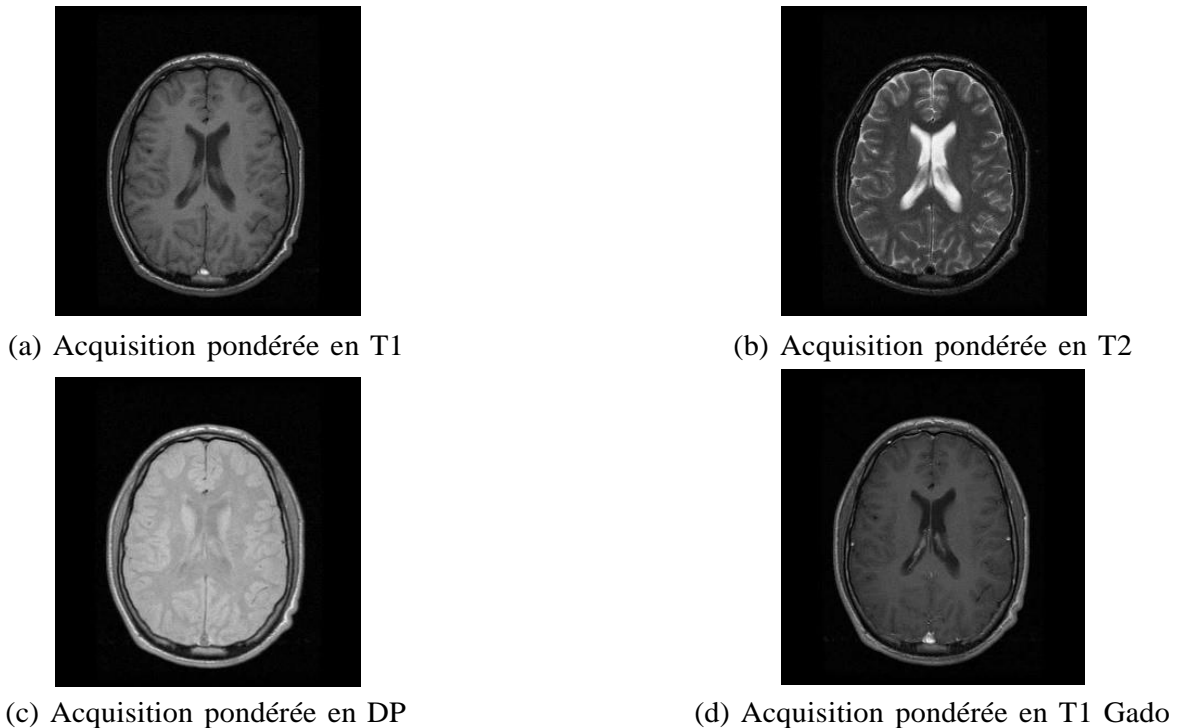 (a) Acquisition pondérée en T1
(b) Acquisition pondérée en T2
(c) Acquisition pondérée en DP
(d) Acquisition pondérée en T1 Gado